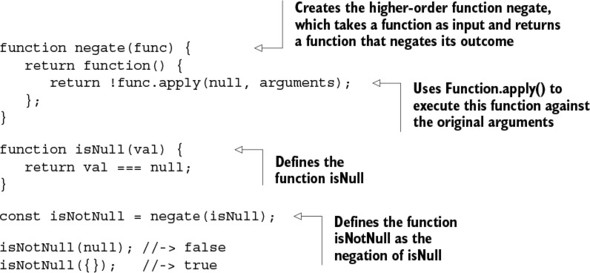 Creates the higher-order function negate,
which takes a function as input and returns
a function that negates its outcome
function negate(func) {
    return function() {
        return !func.apply(null, arguments);
    };
}
Uses Function.apply() to
execute this function against
the original arguments
function isNull(val) {
    return val === null;
}
Defines the
function isNull
const isNotNull = negate(isNull);
Defines the function
isNotNull as the
negation of isNull
isNotNull(null); //-> false
isNotNull({});   //-> true